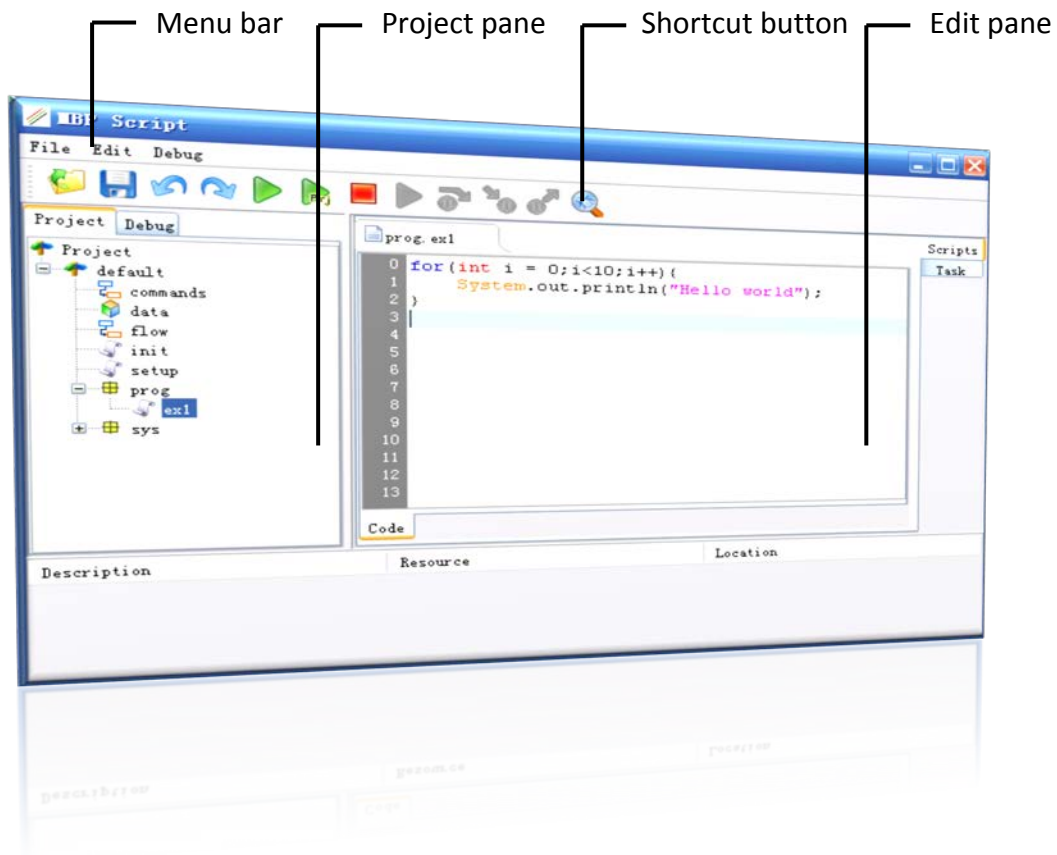 Menu bar Project pane Shortcut button Edit pane
Script
File Edit Debug
Project Debug
Project
default
commands
data
flow
init
setup
prog
ex1
sys
prog.ex1
0 for(int i = 0;i<10;i++){
1 System.out.println("Hello world");
2 }
3
4
5
6
7
8
9
10
11
12
13
Code
Scripts
Task
Description Resource Location